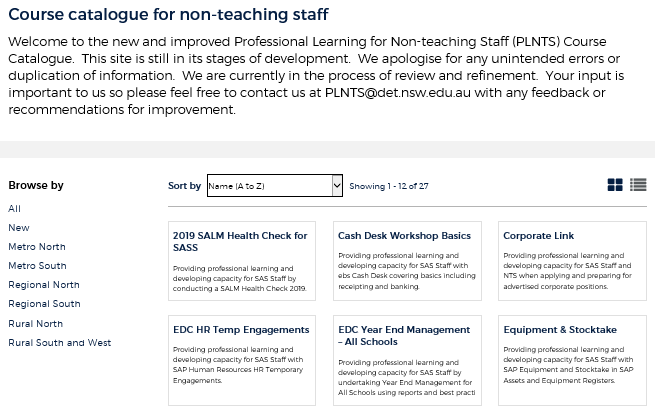 Course catalogue for non-teaching staff
Welcome to the new and improved Professional Learning for Non-teaching Staff (PLNTS) Course
Catalogue. This site is still in its stages of development. We apologise for any unintended errors or
duplication of information. We are currently in the process of review and refinement. Your input is
important to us so please feel free to contact us at PLNTS@det.nsw.edu.au with any feedback or
recommendations for improvement.
Browse by
All
New
Metro North
Metro South
Regional North
Regional South
Rural North
Rural South and West
Sort by Name (A to Z) Showing 1 - 12 of 27
2019 SALM Health Check for
SASS
Providing professional learning and
developing capacity for SAS Staff by
conducting a SALM Health Check 2019.
Cash Desk Workshop Basics
Providing professional learning and
developing capacity for SAS Staff with
ebs Cash Desk covering basics including
receipting and banking.
Corporate Link
Providing professional learning and
developing capacity for SAS Staff and
NTS when applying and preparing for
advertised corporate positions.
EDC HR Temp Engagements
Providing professional learning and
developing capacity for SAS Staff with
SAP Human Resources HR Temporary
Engagements.
EDC Year End Management
– All Schools
Providing professional learning and
developing capacity for SAS Staff by
undertaking Year End Management for
All Schools using reports and best practi
Equipment & Stocktake
Providing professional learning and
developing capacity for SAS Staff with
SAP Equipment and Stocktake in SAP
Assets and Equipment Registers.